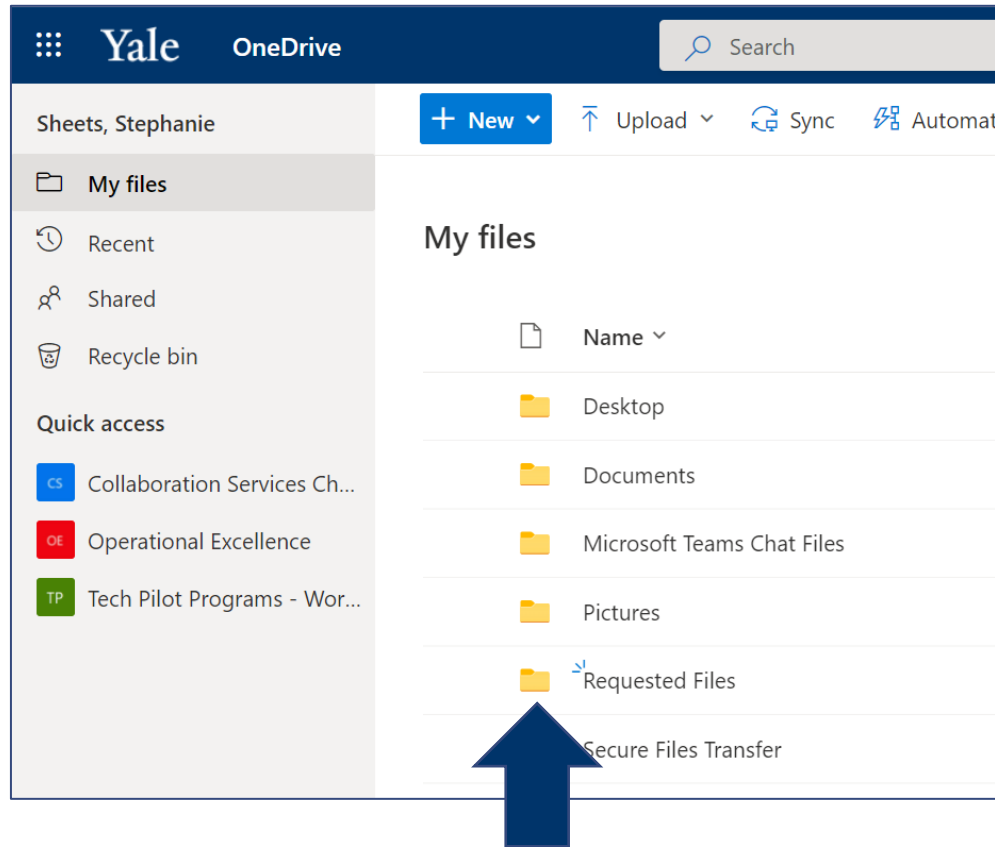 Yale OneDrive Search
Sheets, Stephanie
My files
Recent
Shared
Recycle bin
Quick access
CS Collaboration Services Ch...
OE Operational Excellence
TP Tech Pilot Programs - Wor...
New Upload Sync Automat
My files
Name
Desktop
Documents
Microsoft Teams Chat Files
Pictures
Requested Files
Secure Files Transfer